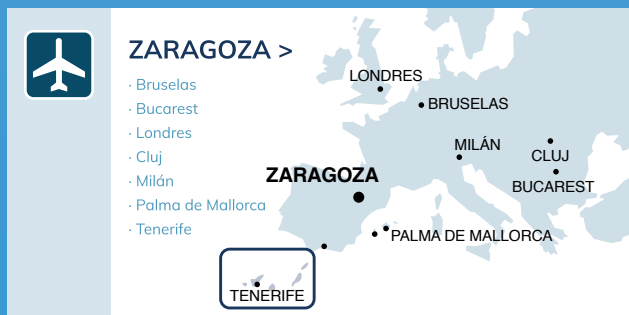 ZARAGOZA >
· Bruselas
· Bucarest
· Londres
· Cluj
· Milán
· Palma de Mallorca
· Tenerife
LONDRES
BRUSELAS
MILÁN
CLUJ
ZARAGOZA
BUCAREST
PALMA DE MALLORCA
TENERIFE